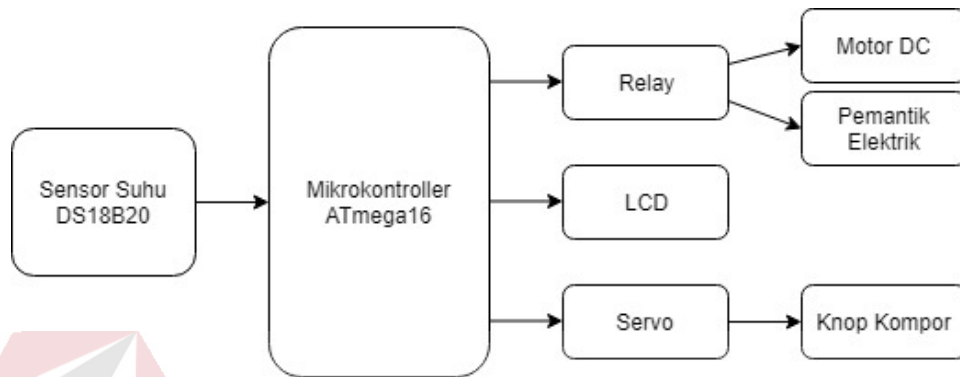 Sensor Suhu
DS18B20
Mikrokontroller
ATmega16
Relay
LCD
Servo
Motor DC
Pemantik
Elektrik
Knop Kompor